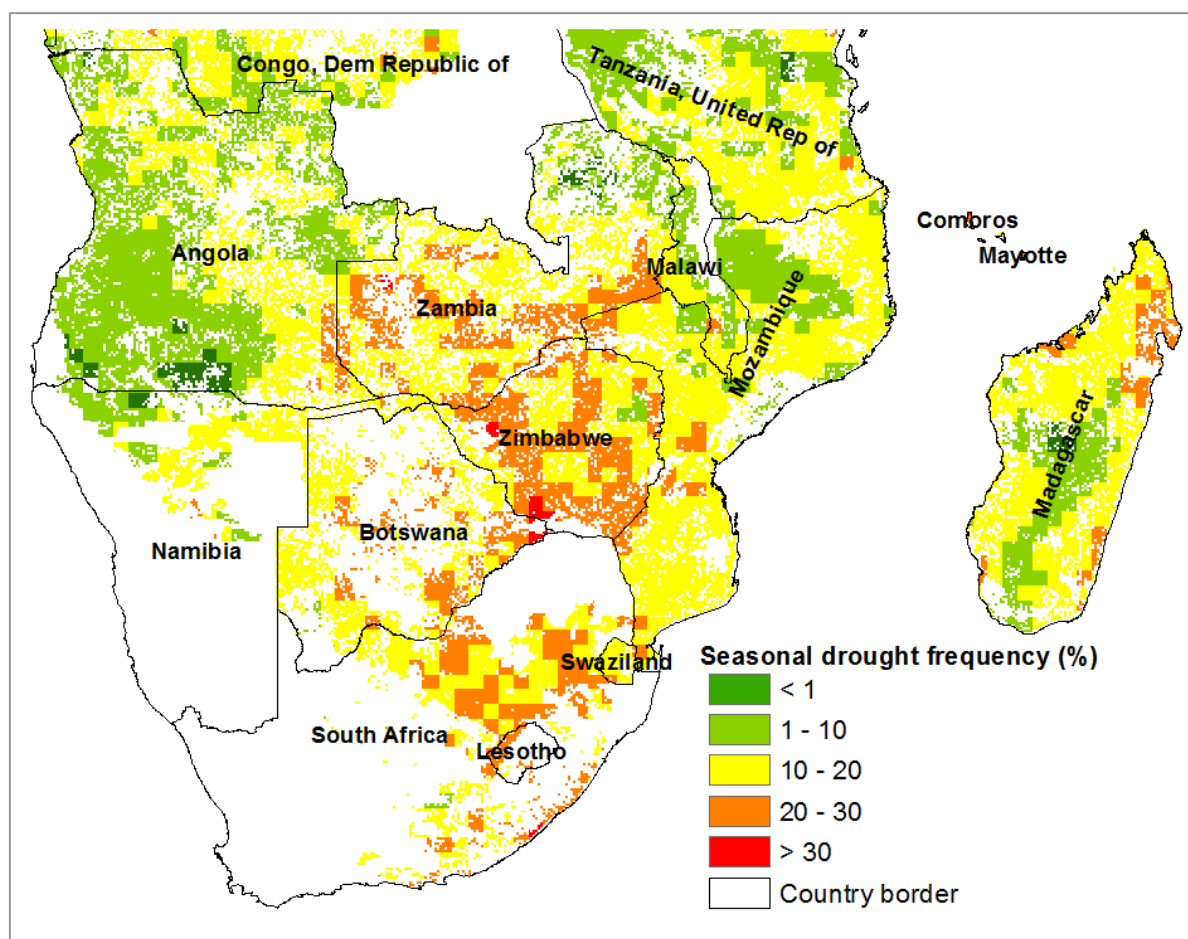 Congo, Dem Republic of
Tanzania, United Rep of
Combros
Mayotte
Angola
Malawi
Zambia
Mozambique
Zimbabwe
Madagascar
Botswana
Namibia
Swaziland
South Africa
Lesotho
Seasonal drought frequency (%)
< 1
1 - 10
10 - 20
20 - 30
> 30
Country border